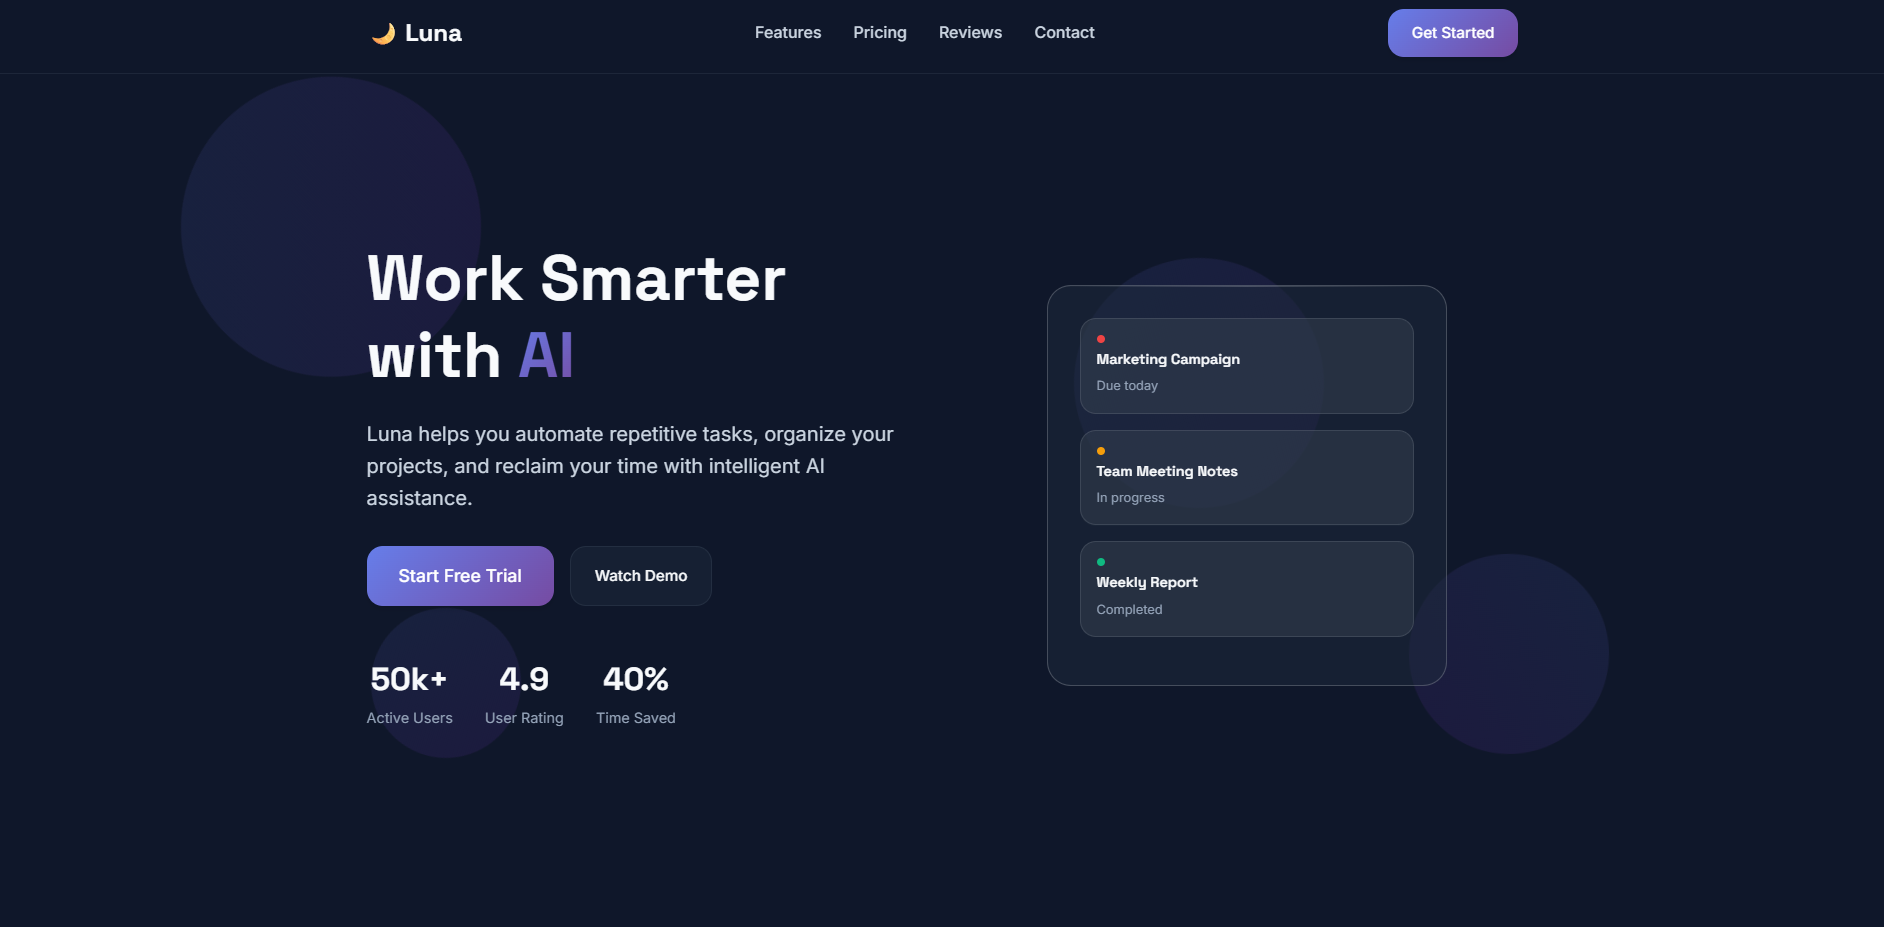 🌙 Luna
Features
Pricing
Reviews
Contact
Get Started
Work Smarter
with AI
Luna helps you automate repetitive tasks, organize your
projects, and reclaim your time with intelligent AI
assistance.
Start Free Trial
Watch Demo
50k+
Active Users
4.9
User Rating
40%
Time Saved
Marketing Campaign
Due today
Team Meeting Notes
In progress
Weekly Report
Completed